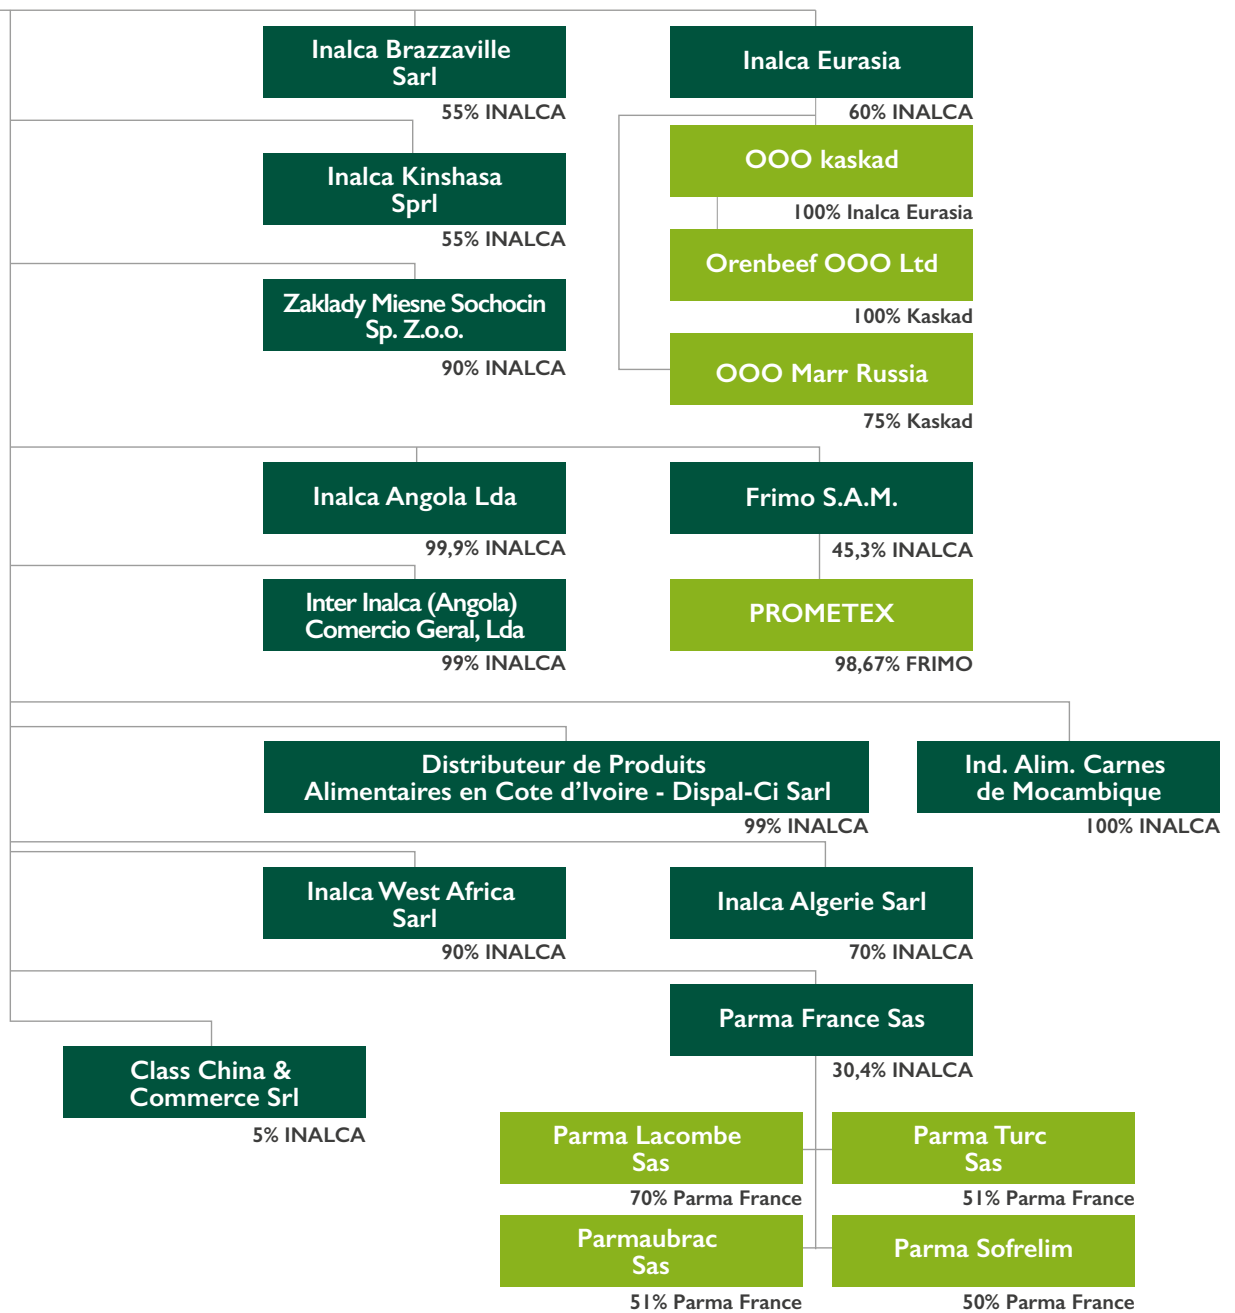 Inalca Brazzaville
Sarl
55% INALCA
Inalca Eurasia
60% INALCA
OOO kaskad
100% Inalca Eurasia
Inalca Kinshasa
Sprl
55% INALCA
Orenbeef OOO Ltd
100% Kaskad
Zaklady Miesne Sochocin
Sp. Z.o.o.
90% INALCA
OOO Marr Russia
75% Kaskad
Inalca Angola Lda
99,9% INALCA
Frimo S.A.M.
45,3% INALCA
Inter Inalca (Angola)
Comercio Geral, Lda
99% INALCA
PROMETEX
98,67% FRIMO
Distributeur de Produits
Alimentaires en Cote d’Ivoire - Dispal-Ci Sarl
99% INALCA
Ind. Alim. Carnes
de Mocambique
100% INALCA
Inalca West Africa
Sarl
90% INALCA
Inalca Algerie Sarl
70% INALCA
Parma France Sas
30,4% INALCA
Class China &
Commerce Srl
5% INALCA
Parma Lacombe
Sas
70% Parma France
Parma Turc
Sas
51% Parma France
Parmaubrac
Sas
51% Parma France
Parma Sofrelim
50% Parma France